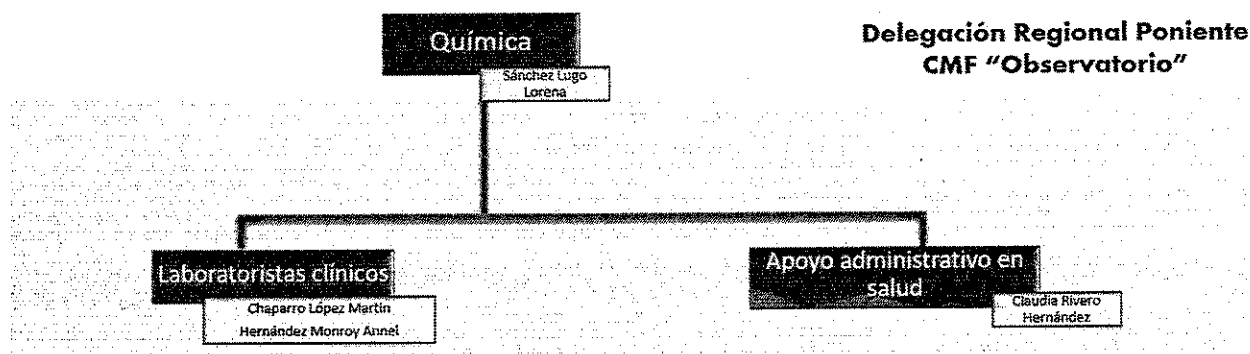 Delegación Regional Poniente
CMF "Observatorio"
Química
Sánchez Lugo
Lorena
Laboratoristas clínicos
Chaparro López Martin
Hernández Monroy Annel
Apoyo administrativo en
salud
Claudia Rivero
Hernández